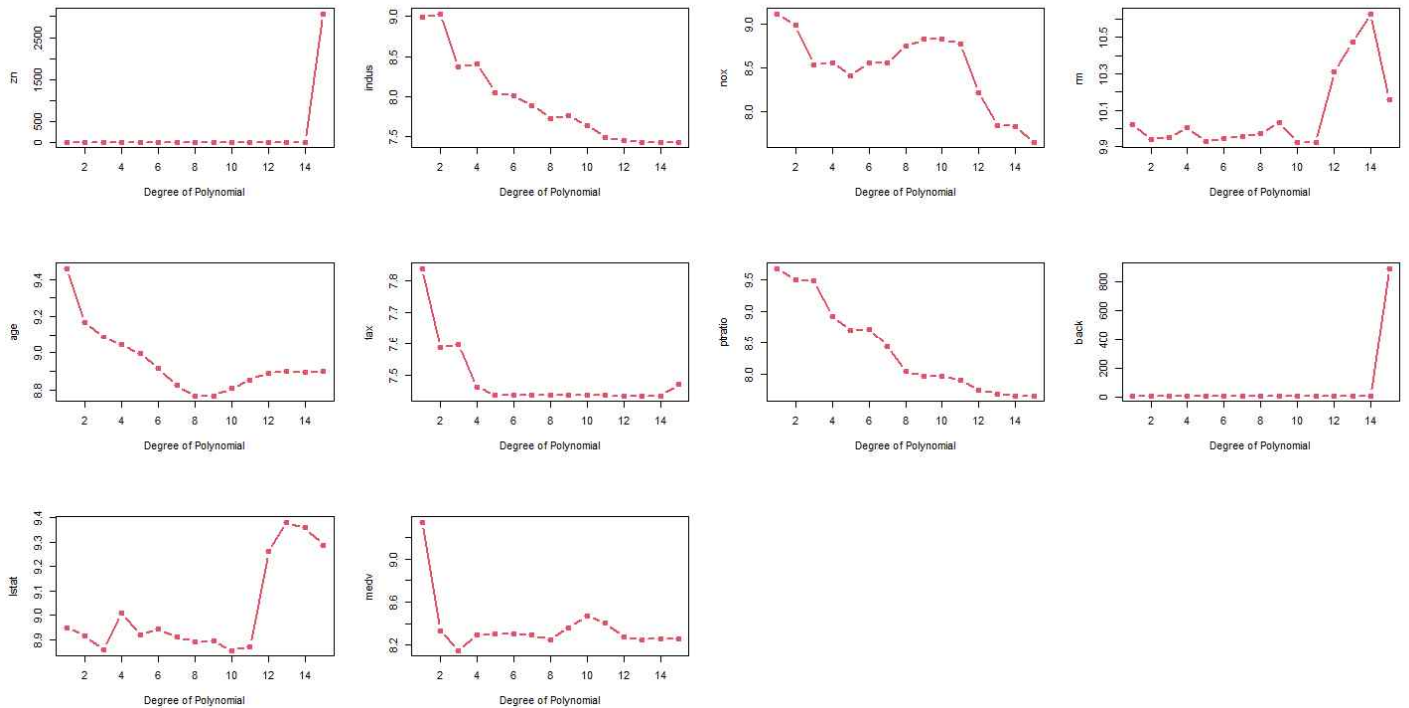 zn
0 500 1500 2500
2 4 6 8 10 12 14
Degree of Polynomial
indus
7.5 8.0 8.5 9.0
2 4 6 8 10 12 14
Degree of Polynomial
nox
8.0 8.5 9.0
2 4 6 8 10 12 14
Degree of Polynomial
rm
9.9 10.1 10.3 10.5
2 4 6 8 10 12 14
Degree of Polynomial
age
8.8 9.0 9.2 9.4
2 4 6 8 10 12 14
Degree of Polynomial
tax
7.5 7.6 7.7 7.8
2 4 6 8 10 12 14
Degree of Polynomial
ptratio
8.0 8.5 9.0 9.5
2 4 6 8 10 12 14
Degree of Polynomial
back
0 200 400 600 800
2 4 6 8 10 12 14
Degree of Polynomial
lstat
8.9 9.0 9.1 9.2 9.3 9.4
2 4 6 8 10 12 14
Degree of Polynomial
medv
8.2 8.6 9.0
2 4 6 8 10 12 14
Degree of Polynomial